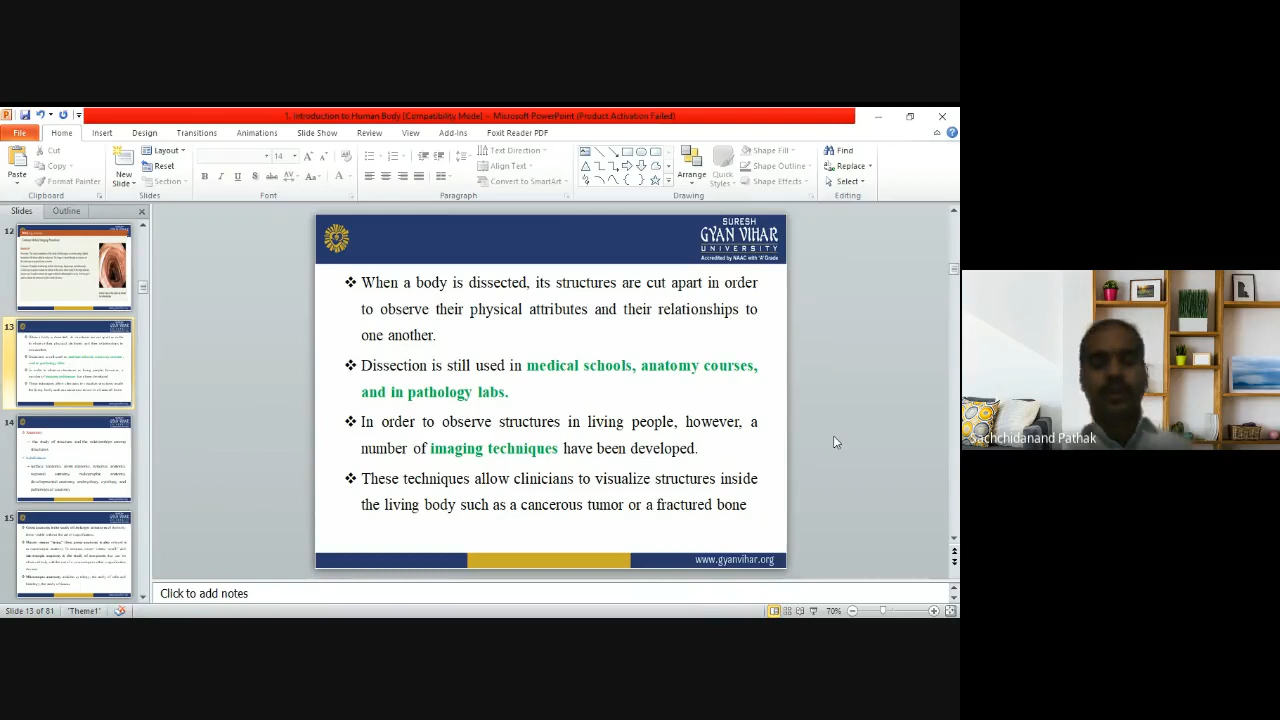 1. Introduction to Human Body [Compatibility Mode] - Microsoft PowerPoint (Product Activation Failed)
File Home Insert Design Transitions Animations Slide Show Review View Add-Ins Foxit Reader PDF
Cut Layout 14 Text Direction Shape Fill Find
Copy Reset Align Text Shape Outline Replace
Paste Format Painter New Slide Section Convert to SmartArt Arrange Quick Styles Shape Effects Select
Clipboard Slides Font Paragraph Drawing Editing
Slides Outline
12
13
14
15
SURESH
GYAN VIHAR
UNIVERSITY
Accredited by NAAC with 'A' Grade
❖ When a body is dissected, its structures are cut apart in order
to observe their physical attributes and their relationships to
one another.
❖ Dissection is still used in medical schools, anatomy courses,
and in pathology labs.
❖ In order to observe structures in living people, however, a
number of imaging techniques have been developed.
❖ These techniques allow clinicians to visualize structures inside
the living body such as a cancerous tumor or a fractured bone
www.gyanvihar.org
Click to add notes
Slide 13 of 81 "Theme1" 70%
Sachchidanand Pathak